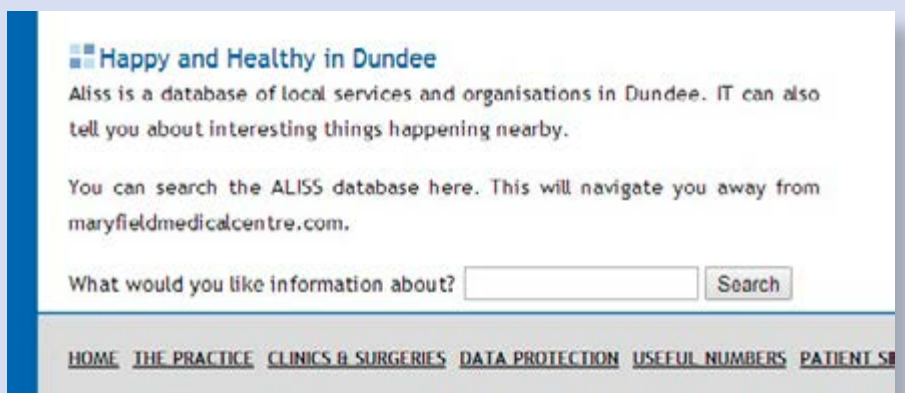 Happy and Healthy in Dundee
Aliss is a database of local services and organisations in Dundee. IT can also
tell you about interesting things happening nearby.
You can search the ALISS database here. This will navigate you away from
maryfieldmedicalcentre.com.
What would you like information about? Search
HOME THE PRACTICE CLINICS & SURGERIES DATA PROTECTION USEFUL NUMBERS PATIENT